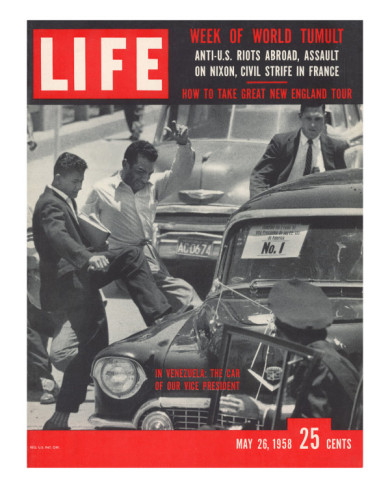 LIFE
WEEK OF WORLD TUMULT
ANTI-U.S. RIOTS ABROAD, ASSAULT
ON NIXON, CIVIL STRIFE IN FRANCE
HOW TO TAKE GREAT NEW ENGLAND TOUR
No. 1
IN VENEZUELA: THE CAR
OF OUR VICE PRESIDENT
MAY 26, 1958 25 CENTS